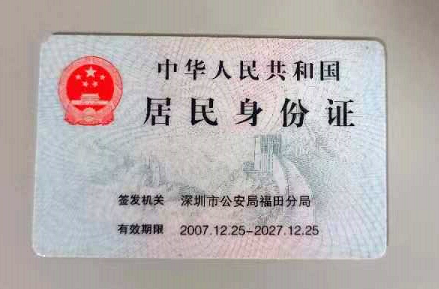 中华人民共和国
居民身份证
签发机关 深圳市公安局福田分局
有效期限 2007.12.25-2027.12.25